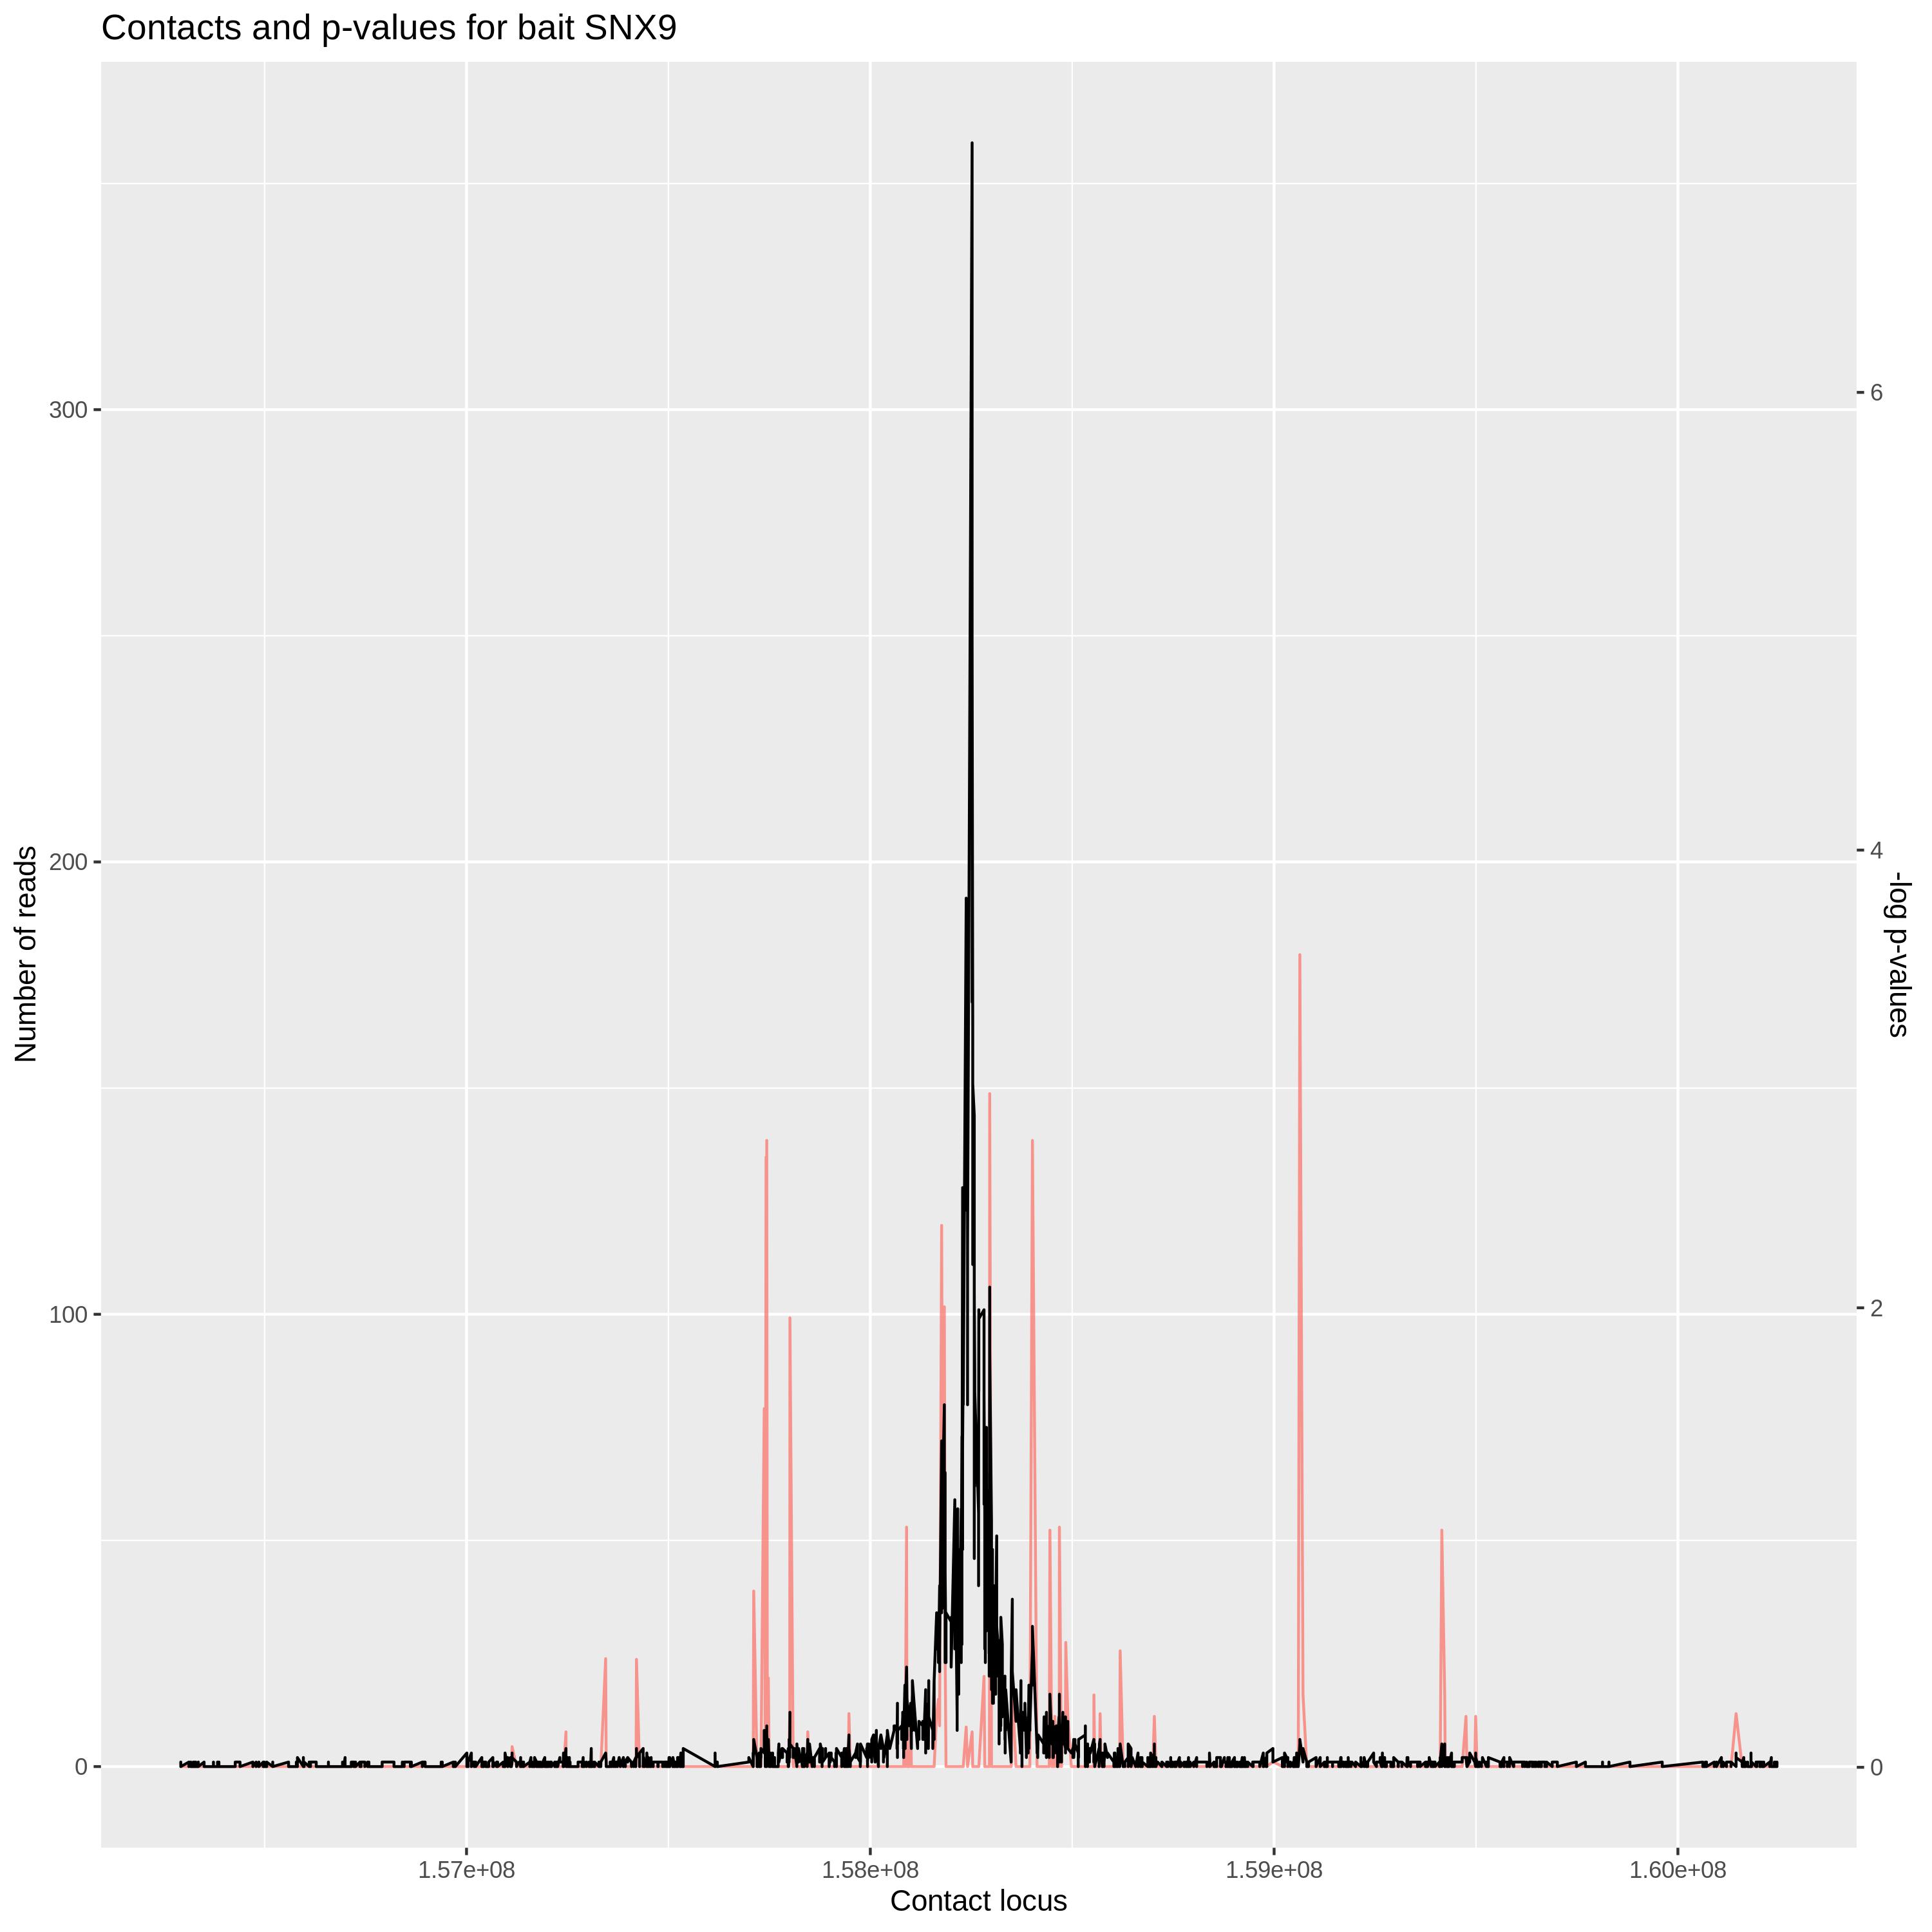 Contacts and p-values for bait SNX9
Number of reads
300
200
100
0
6
4
2
0
-log p-values
1.57e+08
1.58e+08
1.59e+08
1.60e+08
Contact locus